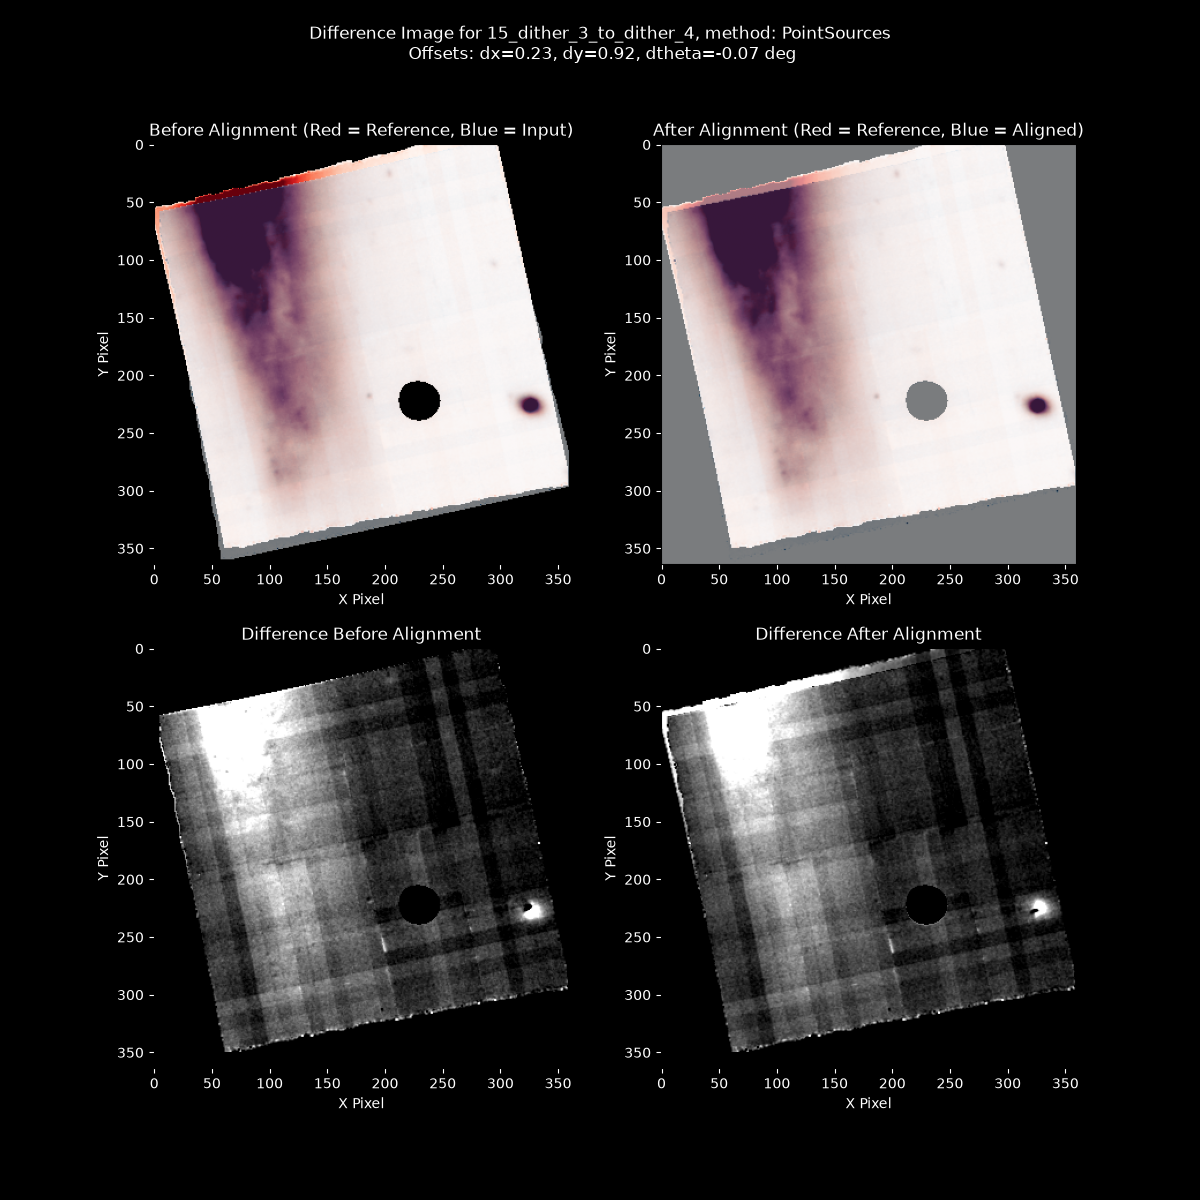 Difference Image for 15_dither_3_to_dither_4, method: PointSources
Offsets: dx=0.23, dy=0.92, dtheta=-0.07 deg
Before Alignment (Red = Reference, Blue = Input)
0
50
100
150
200
250
300
350
Y Pixel
0 50 100 150 200 250 300 350
X Pixel
After Alignment (Red = Reference, Blue = Aligned)
0
50
100
150
200
250
300
350
Y Pixel
0 50 100 150 200 250 300 350
X Pixel
Difference Before Alignment
0
50
100
150
200
250
300
350
Y Pixel
0 50 100 150 200 250 300 350
X Pixel
Difference After Alignment
0
50
100
150
200
250
300
350
Y Pixel
0 50 100 150 200 250 300 350
X Pixel